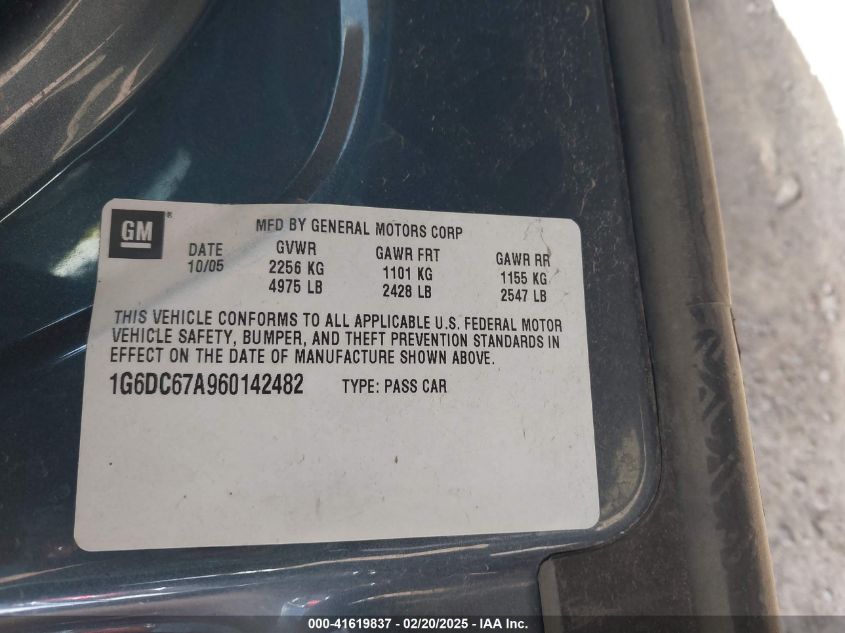 GM ®
MFD BY GENERAL MOTORS CORP
DATE GVWR GAWR FRT GAWR RR
10/05 2256 KG 1101 KG 1155 KG
4975 LB 2428 LB 2547 LB
THIS VEHICLE CONFORMS TO ALL APPLICABLE U.S. FEDERAL MOTOR
VEHICLE SAFETY, BUMPER, AND THEFT PREVENTION STANDARDS IN
EFFECT ON THE DATE OF MANUFACTURE SHOWN ABOVE.
1G6DC67A960142482 TYPE: PASS CAR
000-41619837 - 02/20/2025 - IAA Inc.